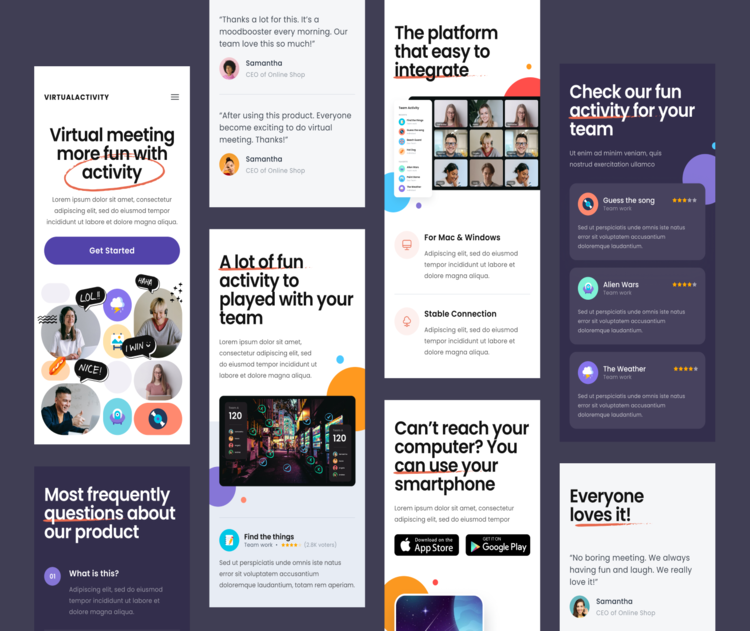 VIRTUALACTIVITY
Virtual meeting
more fun with
activity
Lorem ipsum dolor sit amet, consectetur
adipiscing elit, sed do eiusmod tempor
incididunt ut labore et dolore magna aliqua.
Get Started
LOL!!
HAHA
I WIN
NICE!
Most frequently
questions about
our product
01
What is this?
Adipiscing elit, sed do eiusmod
tempor incididunt ut labore et
dolore magna aliqua.
“Thanks a lot for this. It’s a
moodbooster every morning. Our
team love this so much!”
Samantha
CEO of Online Shop
“After using this product. Everyone
become exciting to do virtual
meeting. Thanks!”
Samantha
CEO of Online Shop
A lot of fun
activity to
played with your
team
Lorem ipsum dolor sit amet,
consectetur adipiscing elit, sed
do eiusmod tempor incididunt ut
labore et dolore magna aliqua.
120
120
Find the things
Team work • (2.8K voters)
Sed ut perspiciatis unde omnis iste natus
error sit voluptatem accusantium
doloremque laudantium, totam rem aperiam.
The platform
that easy to
integrate
Team Activity
For Mac & Windows
Adipiscing elit, sed do eiusmod
tempor incididunt ut labore et
dolore magna aliqua.
Stable Connection
Adipiscing elit, sed do eiusmod
tempor incididunt ut labore et
dolore magna aliqua.
Can’t reach your
computer? You
can use your
smartphone
Lorem ipsum dolor sit amet, consectetur
adipiscing elit, sed do eiusmod tempor
Download on the
App Store
GET IT ON
Google Play
Check our fun
activity for your
team
Ut enim ad minim veniam, quis
nostrud exercitation ullamco
Guess the song
Team work
Sed ut perspiciatis unde omnis iste natus
error sit voluptatem accusantium
doloremque laudantium.
Alien Wars
Team work
Sed ut perspiciatis unde omnis iste natus
error sit voluptatem accusantium
doloremque laudantium.
The Weather
Team work
Sed ut perspiciatis unde omnis iste natus
error sit voluptatem accusantium
doloremque laudantium.
Everyone
loves it!
“No boring meeting. We always
having fun and laugh. We really
love it!”
Samantha
CEO of Online Shop